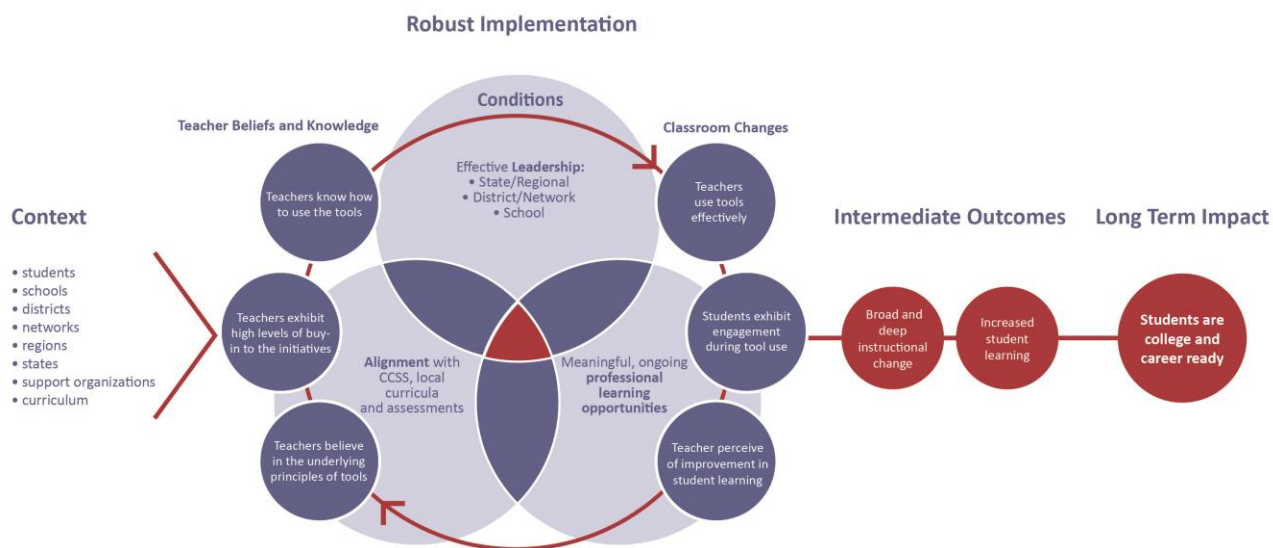 Robust Implementation
Context
• students
• schools
• districts
• networks
• regions
• states
• support organizations
• curriculum
Teacher Beliefs and Knowledge
Teachers know how
to use the tools
Teachers exhibit
high levels of buy-
in to the initiatives
Teachers believe
in the underlying
principles of tools
Conditions
Effective Leadership:
• State/Regional
• District/Network
• School
Alignment with
CCSS, local
curricula
and assessments
Meaningful, ongoing
professional
learning
opportunities
Classroom Changes
Teachers
use tools
effectively
Students exhibit
engagement
during tool use
Teacher perceive
of improvement in
student learning
Intermediate Outcomes
Broad and
deep
instructional
change
Increased
student
learning
Long Term Impact
Students are
college and
career ready